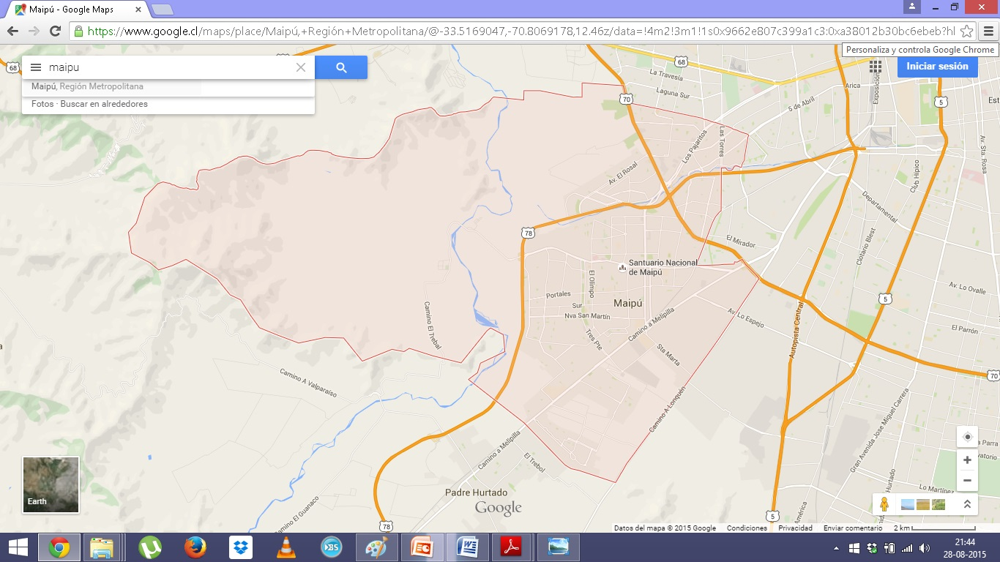 Maipú - Google Maps
https://www.google.cl/maps/place/Maipú,+Región+Metropolitana/@-33.5169047,-70.8069178,12.46z/data=!4m2!3m1!1s0x9662e807c399a1c3:0xa38012b30bc6ebeb?hl
Personaliza y controla Google Chrome
maipu
Iniciar sesión
Maipú, Región Metropolitana
Fotos · Buscar en alrededores
68
68
70
5
La Travesía
Laguna Sur
5 de Abril
Arica
Exposición
Est
Los Pajaritos
Las Torres
Av. Sta. Rosa
Av. El Rosal
Club Hípico
Departamental
78
El Mirador
Clotario Blest
Santuario Nacional
de Maipú
El Olimpo
Portales
Sur
Nva San Martín
Maipú
Av. Lo Ovalle
5
Camino a Melipilla
Av. Lo Espejo
Autopista Central
El Parrón
Camino El Trebal
Tres Pte
Sta Marta
a
70
Camino A Valparaíso
Camino A Lonquén
Gran Avenida Jose Miguel Carrera
Camino a Melipilla
El Trebol
a Parra
vatorio
Earth
Padre Hurtado
Google
Camino El Guanaco
Hurtado
Lo Martínez
América
5
78
Datos del mapa © 2015 Google
Condiciones
Privacidad
Enviar comentario
2 km
21:44
28-08-2015